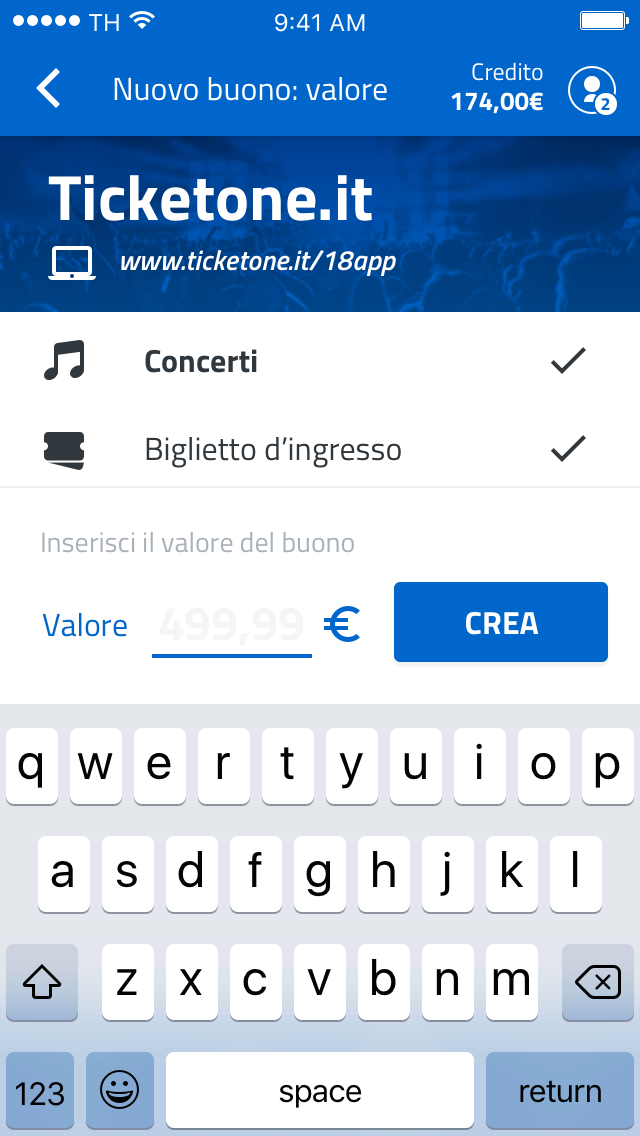 TH 9:41 AM
Nuovo buono: valore
Credito
174,00€
2
Ticketone.it
www.ticketone.it/18app
Concerti
Biglietto d’ingresso
Inserisci il valore del buono
Valore 499,99 € CREA
q w e r t y u i o p
a s d f g h j k l
z x c v b n m
123 space return